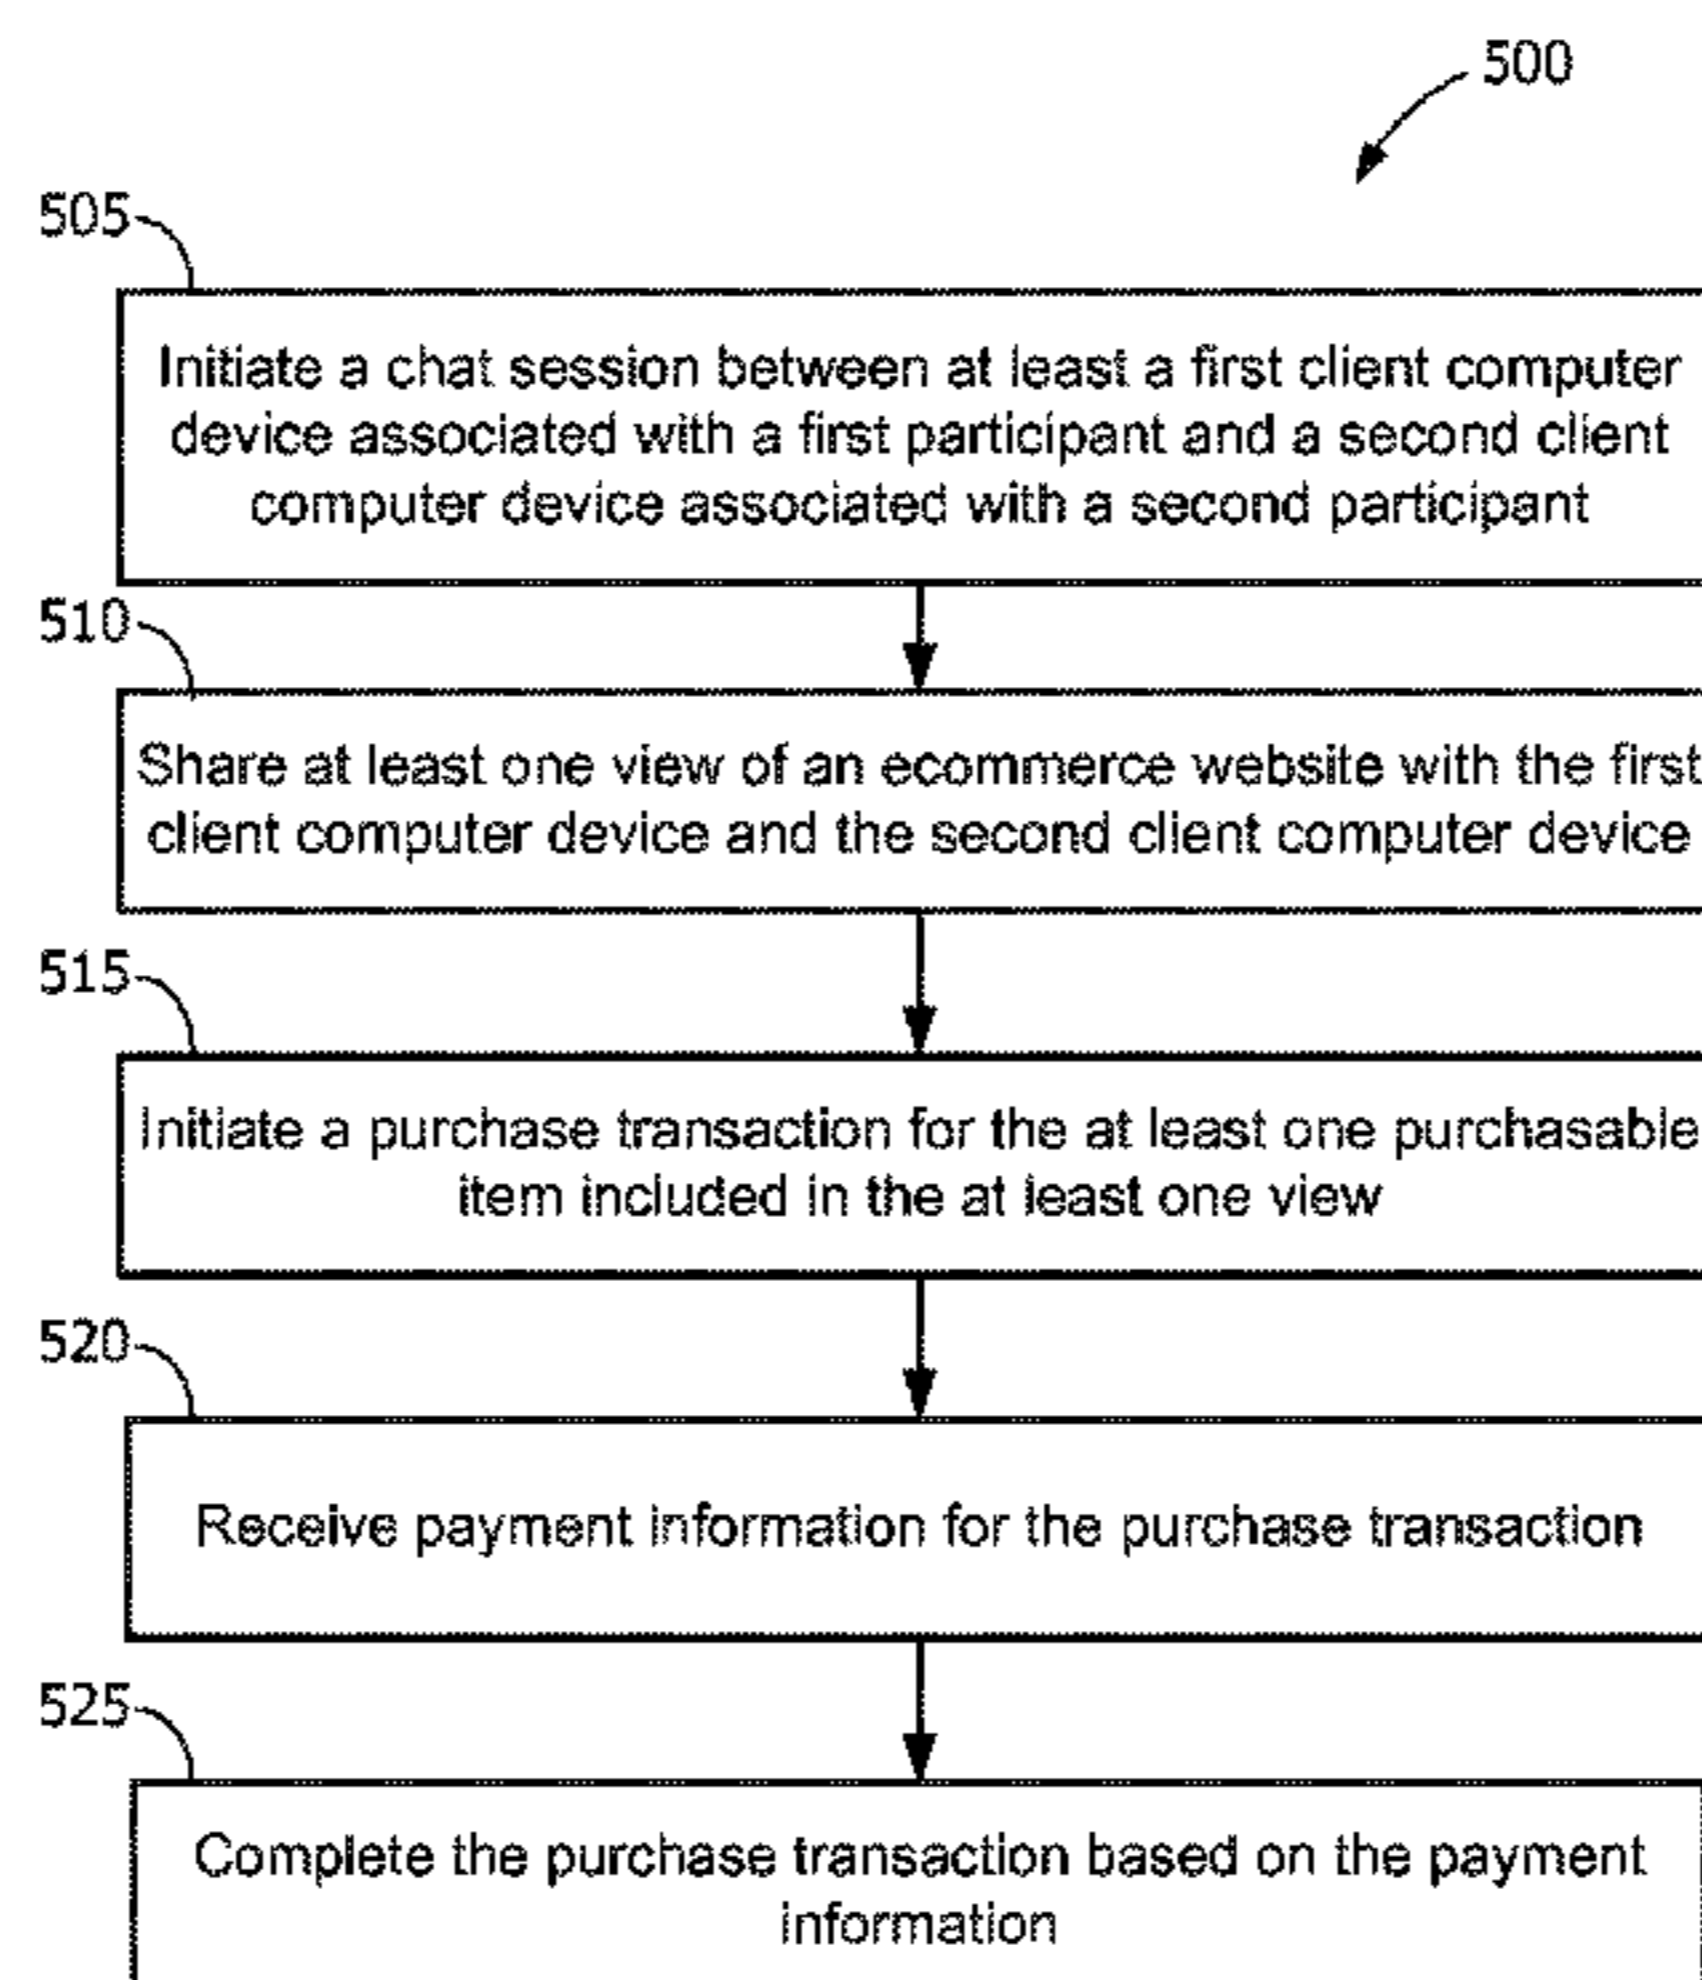 500
505
Initiate a chat session between at least a first client computer
device associated with a first participant and a second client
computer device associated with a second participant
510
Share at least one view of an ecommerce website with the first
client computer device and the second client computer device
515
Initiate a purchase transaction for the at least one purchasable
item included in the at least one view
520
Receive payment information for the purchase transaction
525
Complete the purchase transaction based on the payment
information